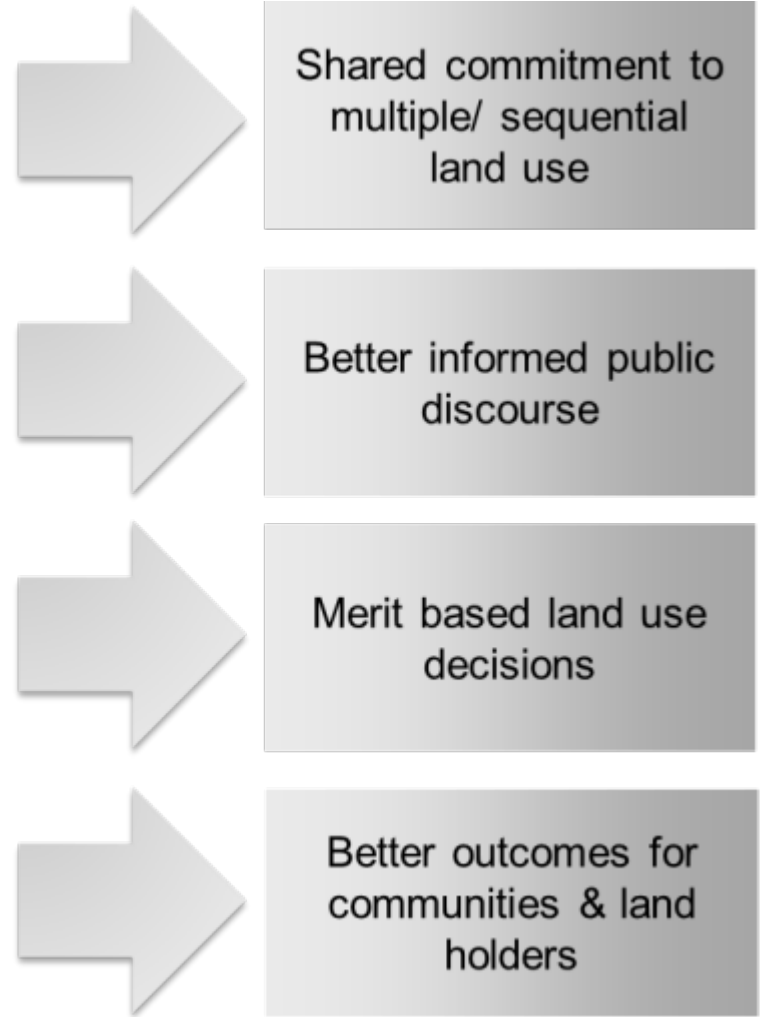 Shared commitment to
multiple/ sequential
land use
Better informed public
discourse
Merit based land use
decisions
Better outcomes for
communities & land
holders